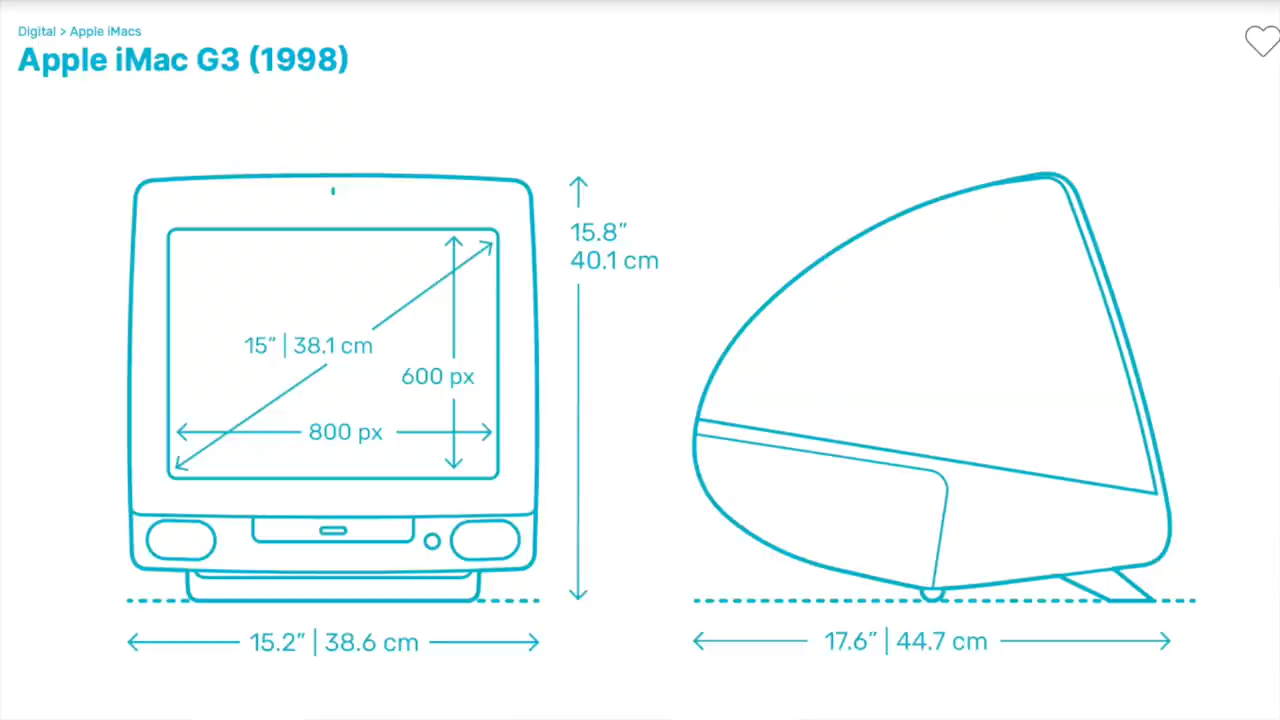 Digital > Apple iMacs
Apple iMac G3 (1998)
15.8”
40.1 cm
15” | 38.1 cm
600 px
800 px
15.2” | 38.6 cm
17.6” | 44.7 cm